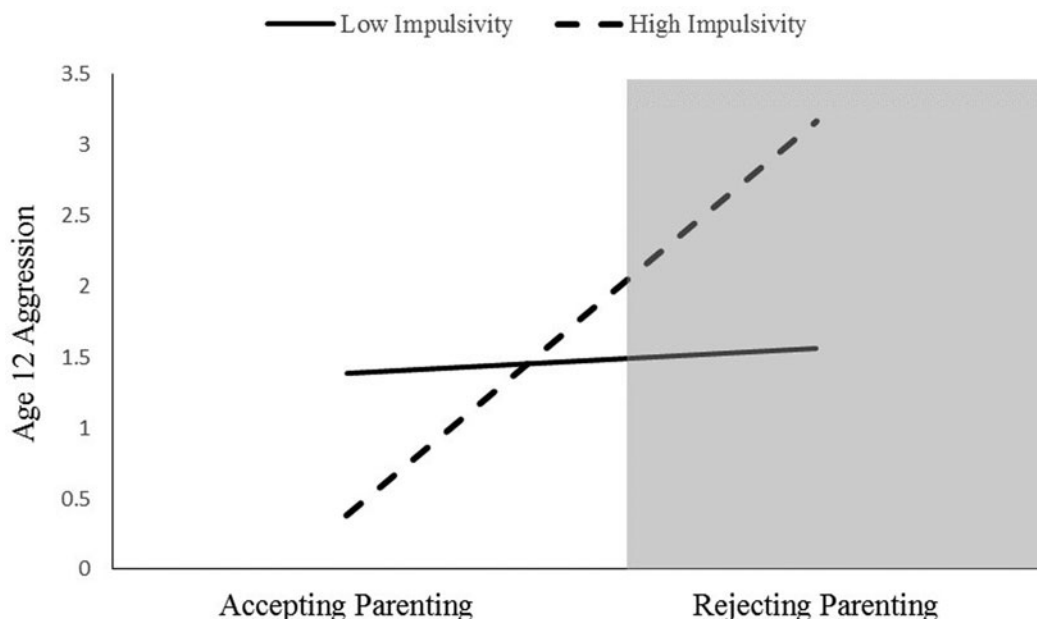 Low Impulsivity High Impulsivity
3.5
3
2.5
2
1.5
1
0.5
0
Age 12 Aggression
Accepting Parenting Rejecting Parenting